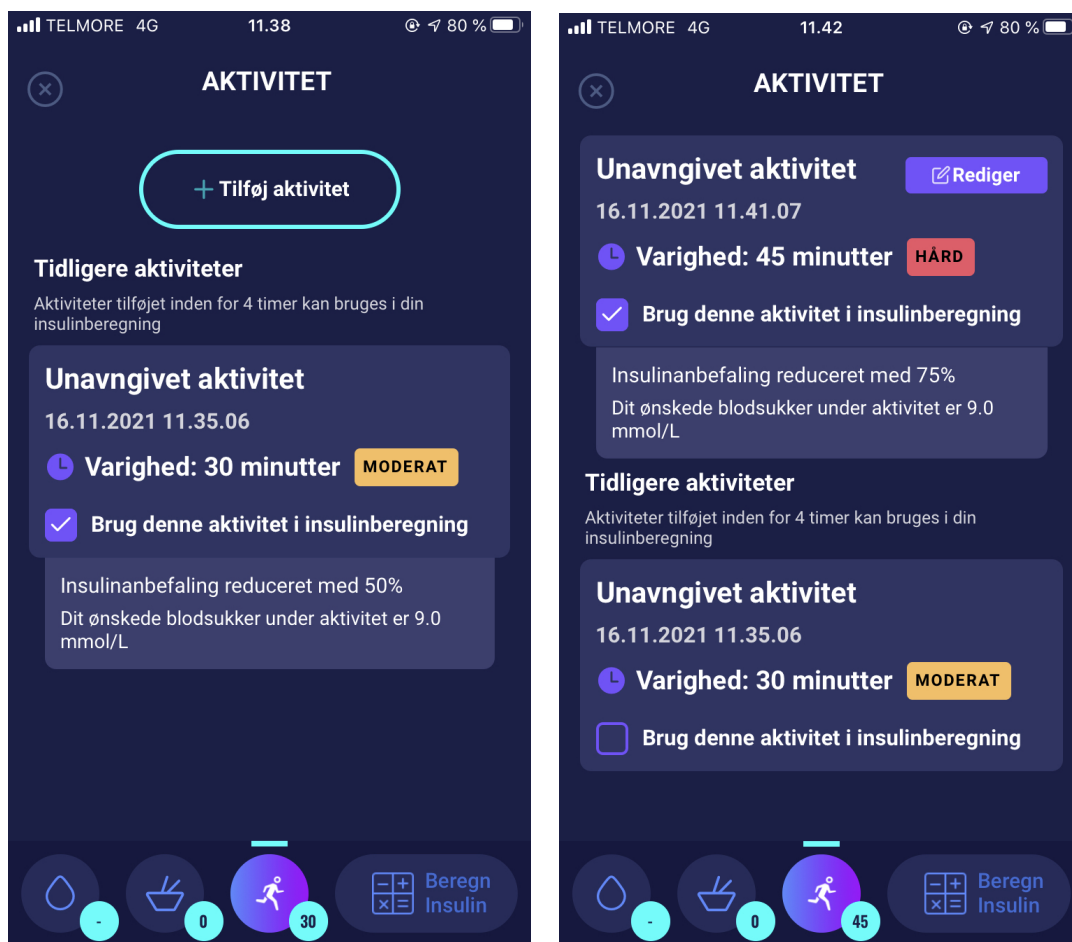 TELMORE 4G 11.38 80 %
AKTIVITET
Tilføj aktivitet
Tidligere aktiviteter
Aktiviteter tilføjet inden for 4 timer kan bruges i din
insulinberegning
Unavngivet aktivitet
16.11.2021 11.35.06
Varighed: 30 minutter MODERAT
Brug denne aktivitet i insulinberegning
Insulinanbefaling reduceret med 50%
Dit ønskede blodsukker under aktivitet er 9.0
mmol/L
- 0 30
Beregn
Insulin
TELMORE 4G 11.42 80 %
AKTIVITET
Unavngivet aktivitet
Rediger
16.11.2021 11.41.07
Varighed: 45 minutter HÅRD
Brug denne aktivitet i insulinberegning
Insulinanbefaling reduceret med 75%
Dit ønskede blodsukker under aktivitet er 9.0
mmol/L
Tidligere aktiviteter
Aktiviteter tilføjet inden for 4 timer kan bruges i din
insulinberegning
Unavngivet aktivitet
16.11.2021 11.35.06
Varighed: 30 minutter MODERAT
Brug denne aktivitet i insulinberegning
- 0 45
Beregn
Insulin